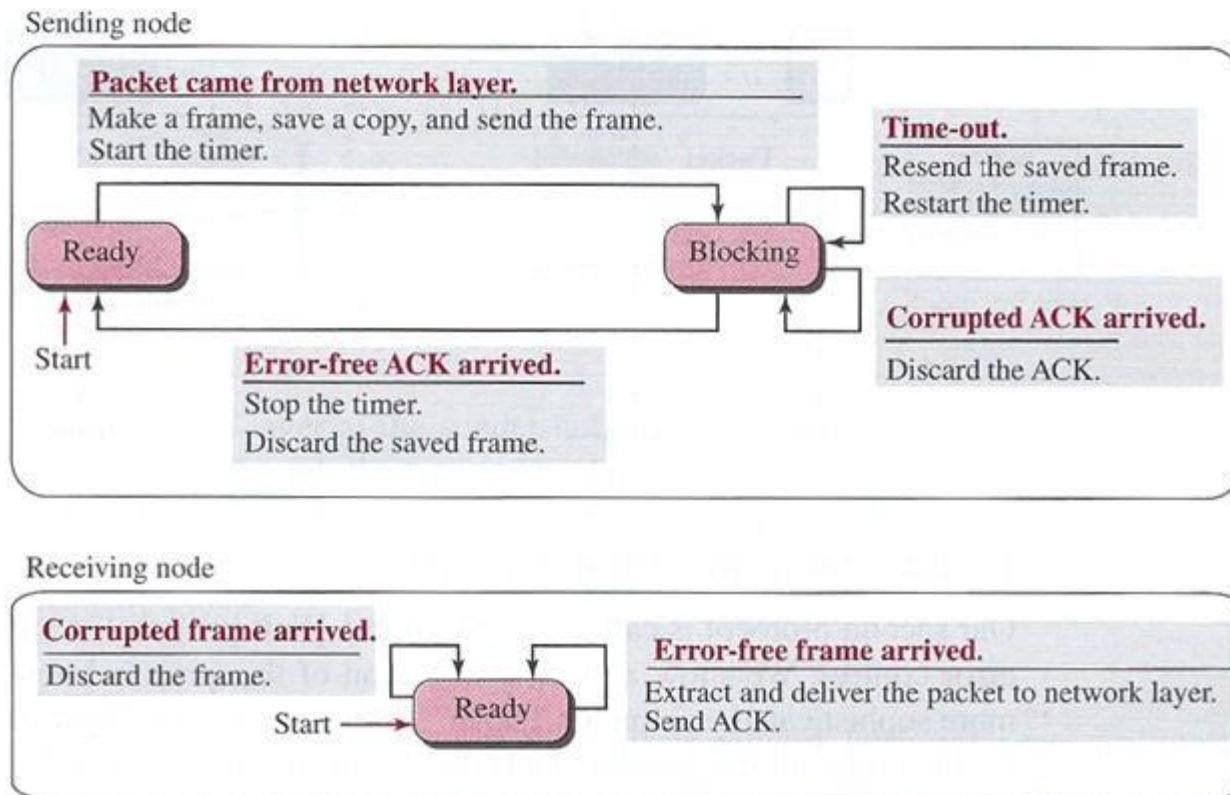 Sending node
Packet came from network layer.
Make a frame, save a copy, and send the frame.
Start the timer.
Time-out.
Resend the saved frame.
Restart the timer.
Ready
Blocking
Start
Error-free ACK arrived.
Stop the timer.
Discard the saved frame.
Corrupted ACK arrived.
Discard the ACK.
Receiving node
Corrupted frame arrived.
Discard the frame.
Error-free frame arrived.
Extract and deliver the packet to network layer.
Send ACK.
Start
Ready